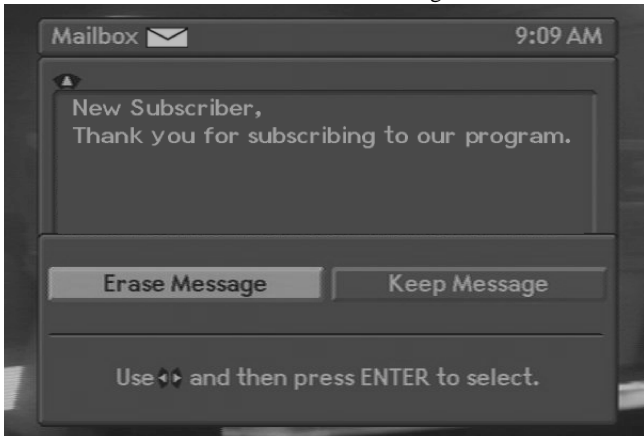 Mailbox
9:09 AM
New Subscriber,
Thank you for subscribing to our program.
Erase Message
Keep Message
Use and then press ENTER to select.